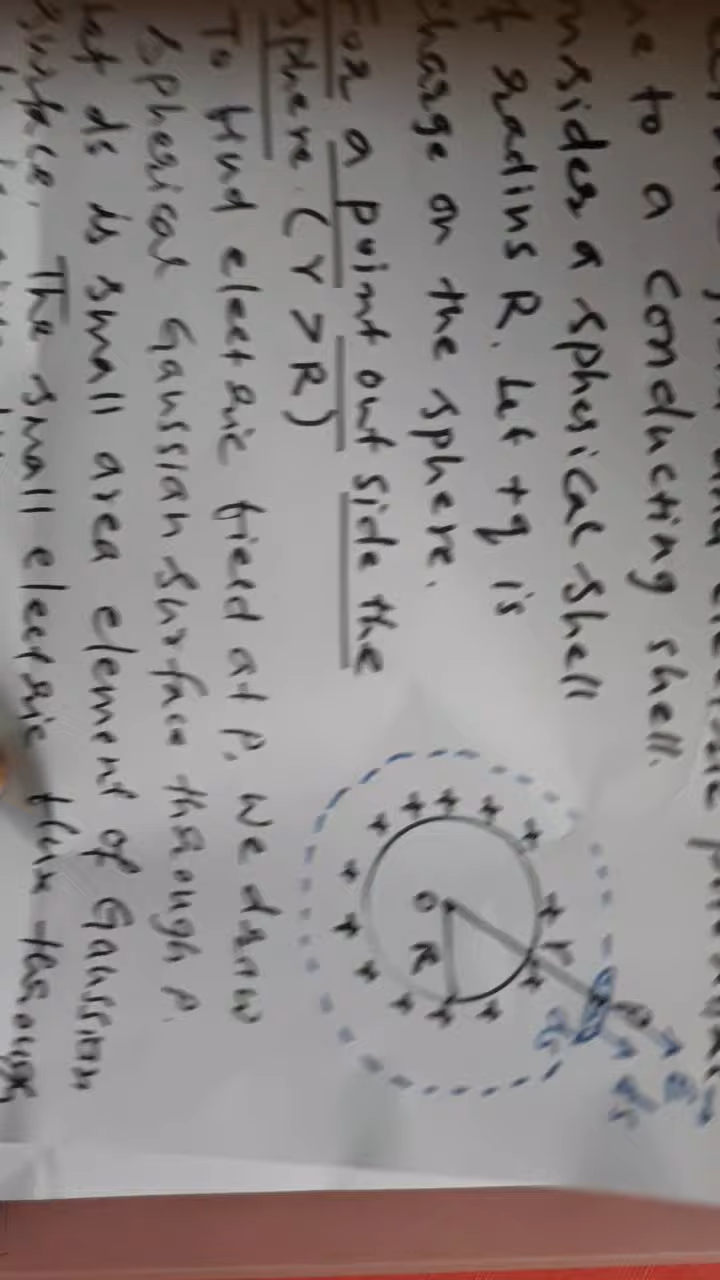 to a conducting shell.
a spherical shell
radius R. Let +q is
charge on the sphere.
For a point out side the
sphere. (r > R)
To find electric field at P. We draw
spherical Gaussian surface through P.
let ds is small area element of Gaussian
surface. The small electric flux through
+ + + + + + + + + + + + + + +
O R r P
ds
E
ds